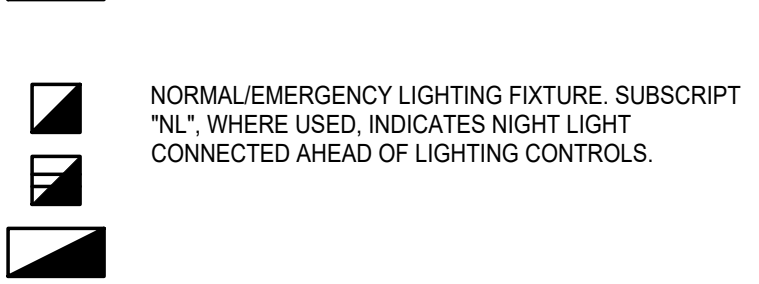 NORMAL/EMERGENCY LIGHTING FIXTURE. SUBSCRIPT
"NL", WHERE USED, INDICATES NIGHT LIGHT
CONNECTED AHEAD OF LIGHTING CONTROLS.